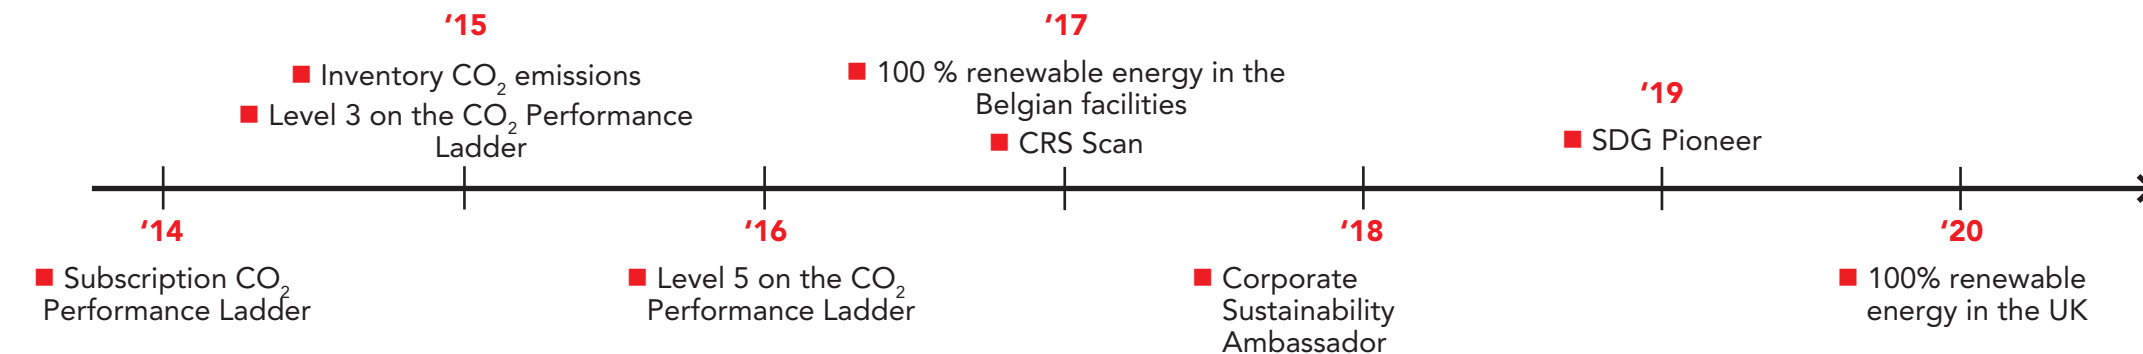 ‘15
Inventory CO₂ emissions
Level 3 on the CO₂ Performance
Ladder
‘17
100 % renewable energy in the
Belgian facilities
CRS Scan
‘19
SDG Pioneer
‘14
Subscription CO₂
Performance Ladder
‘16
Level 5 on the CO₂
Performance Ladder
‘18
Corporate
Sustainability
Ambassador
‘20
100% renewable
energy in the UK